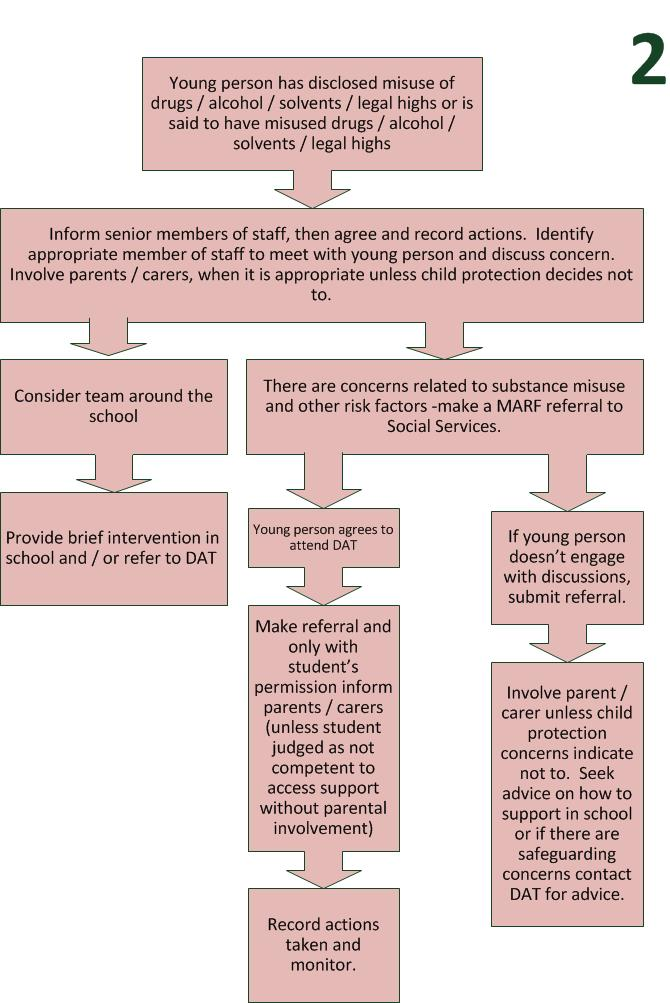 2
Young person has disclosed misuse of
drugs / alcohol / solvents / legal highs or is
said to have misused drugs / alcohol /
solvents / legal highs
Inform senior members of staff, then agree and record actions.  Identify
appropriate member of staff to meet with young person and discuss concern.
Involve parents / carers, when it is appropriate unless child protection decides not
to.
Consider team around the
school
Provide brief intervention in
school and / or refer to DAT
There are concerns related to substance misuse
and other risk factors -make a MARF referral to
Social Services.
Young person agrees to
attend DAT
Make referral and
only with
student’s
permission inform
parents / carers
(unless student
judged as not
competent to
access support
without parental
involvement)
Record actions
taken and
monitor.
If young person
doesn’t engage
with discussions,
submit referral.
Involve parent /
carer unless child
protection
concerns indicate
not to.  Seek
advice on how to
support in school
or if there are
safeguarding
concerns contact
DAT for advice.